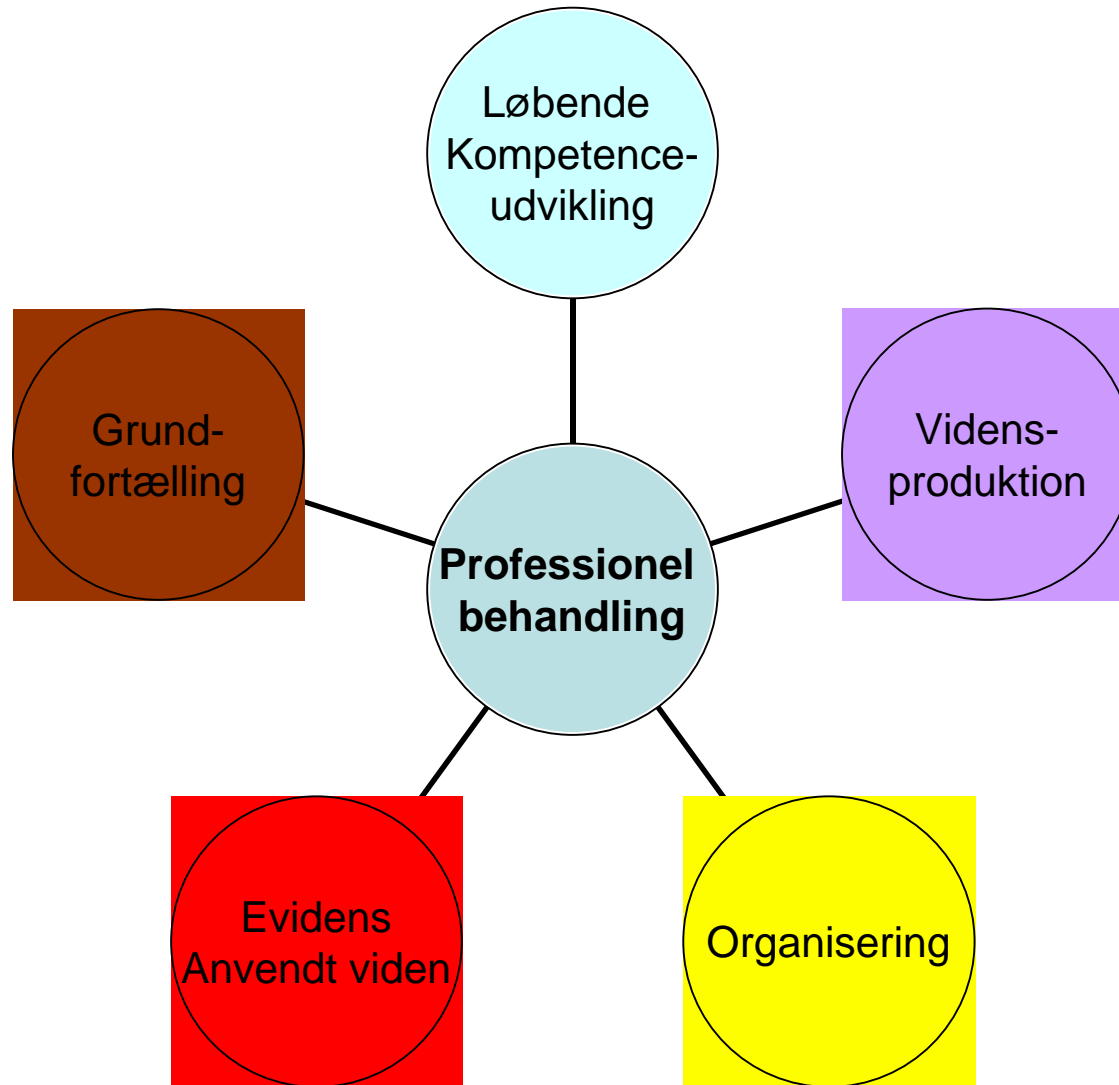 Løbende
Kompetence-
udvikling
Grund-
fortælling
Videns-
produktion
Professionel
behandling
Evidens
Anvendt viden
Organisering